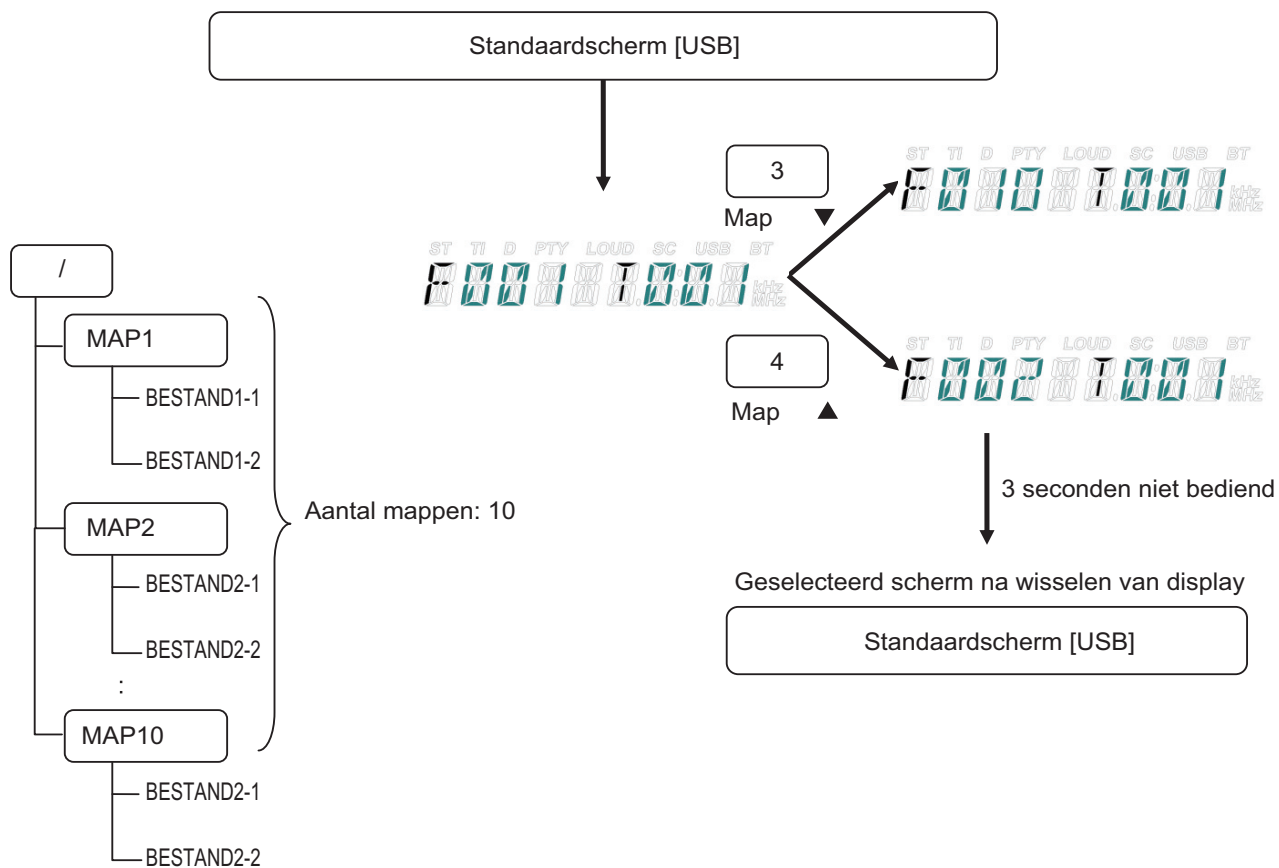 Standaardscherm [USB]
3
Map ▼
ST TI D PTY LOUD SC USB BT
F010 T001 kHz MHz
ST TI D PTY LOUD SC USB BT
F001 T001 kHz MHz
4
Map ▲
ST TI D PTY LOUD SC USB BT
F002 T001 kHz MHz
3 seconden niet bediend
Geselecteerd scherm na wisselen van display
Standaardscherm [USB]
/
MAP1
BESTAND1-1
BESTAND1-2
MAP2
BESTAND2-1
BESTAND2-2
:
MAP10
BESTAND2-1
BESTAND2-2
Aantal mappen: 10